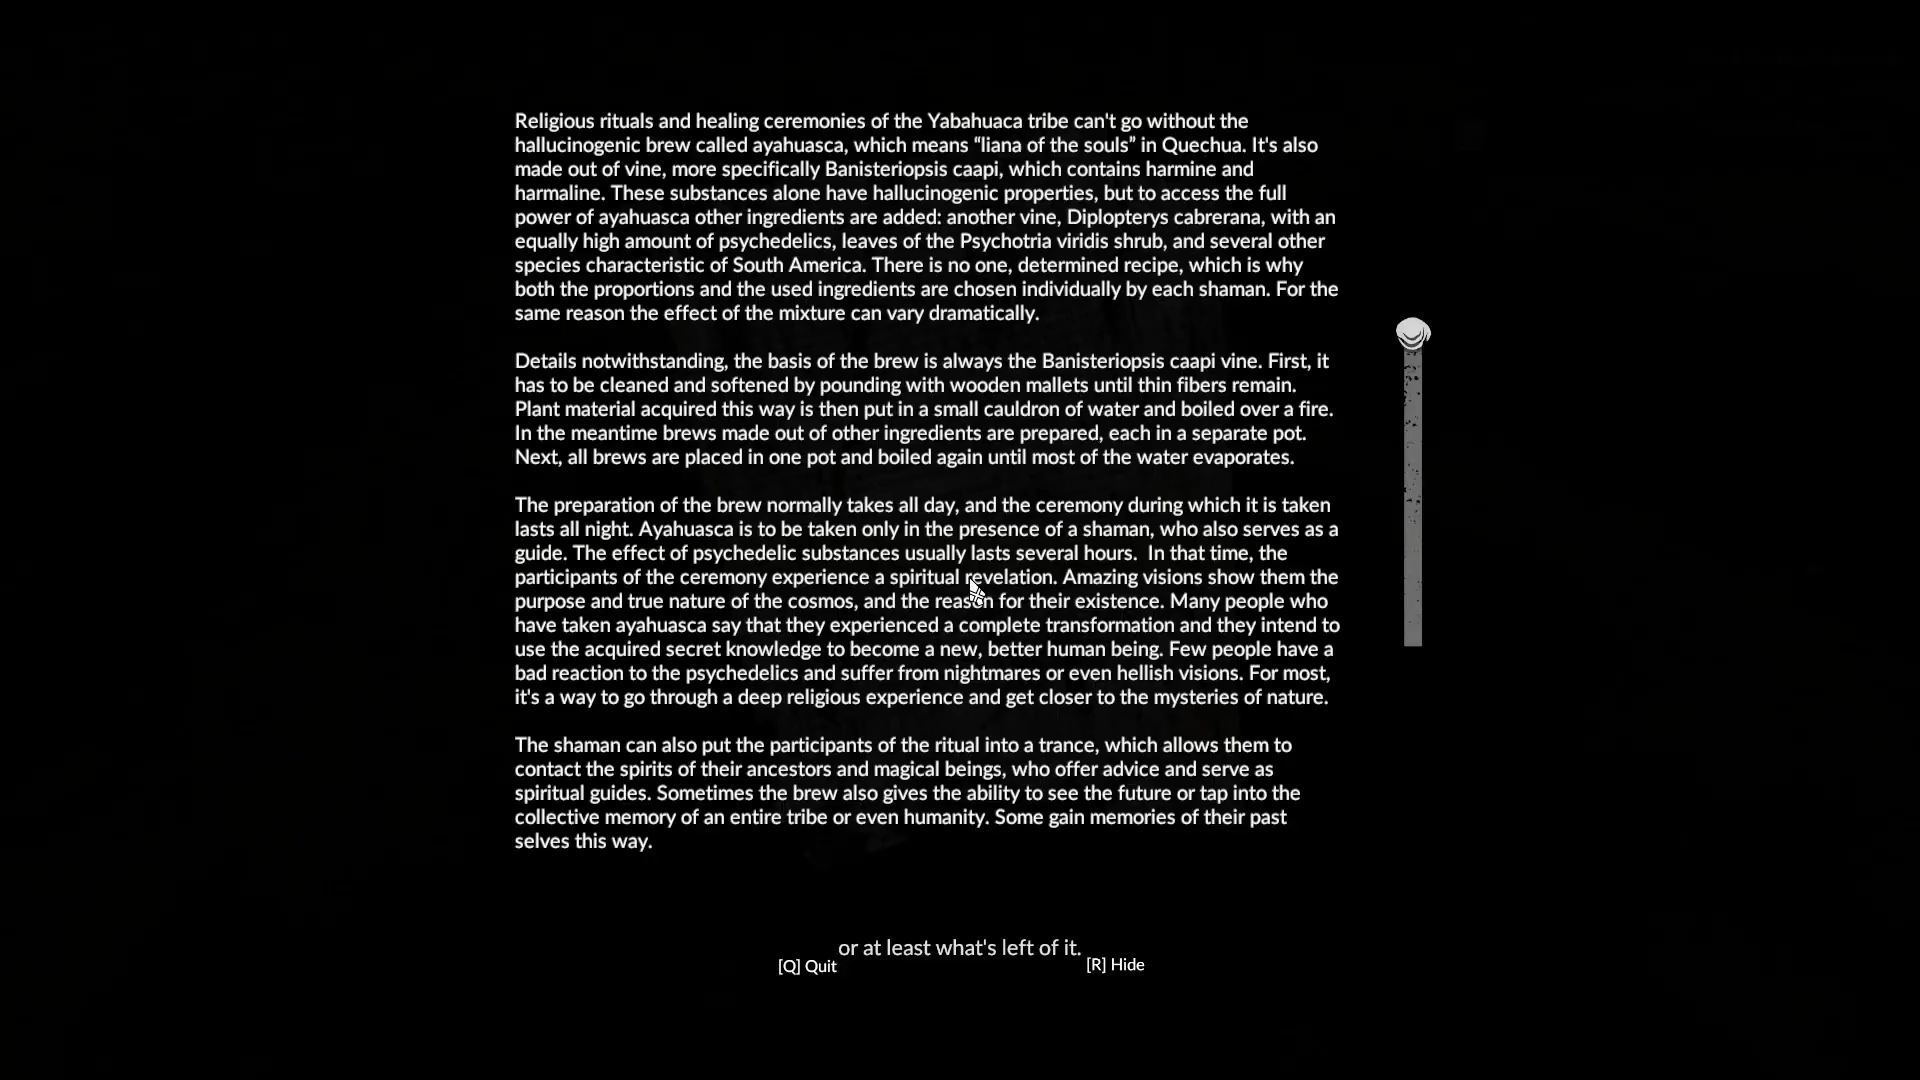 Religious rituals and healing ceremonies of the Yabahuaca tribe can't go without the
hallucinogenic brew called ayahuasca, which means “liana of the souls” in Quechua. It's also
made out of vine, more specifically Banisteriopsis caapi, which contains harmine and
harmaline. These substances alone have hallucinogenic properties, but to access the full
power of ayahuasca other ingredients are added: another vine, Diplopterys cabrerana, with an
equally high amount of psychedelics, leaves of the Psychotria viridis shrub, and several other
species characteristic of South America. There is no one, determined recipe, which is why
both the proportions and the used ingredients are chosen individually by each shaman. For the
same reason the effect of the mixture can vary dramatically.
Details notwithstanding, the basis of the brew is always the Banisteriopsis caapi vine. First, it
has to be cleaned and softened by pounding with wooden mallets until thin fibers remain.
Plant material acquired this way is then put in a small cauldron of water and boiled over a fire.
In the meantime brews made out of other ingredients are prepared, each in a separate pot.
Next, all brews are placed in one pot and boiled again until most of the water evaporates.
The preparation of the brew normally takes all day, and the ceremony during which it is taken
lasts all night. Ayahuasca is to be taken only in the presence of a shaman, who also serves as a
guide. The effect of psychedelic substances usually lasts several hours.  In that time, the
participants of the ceremony experience a spiritual revelation. Amazing visions show them the
purpose and true nature of the cosmos, and the reason for their existence. Many people who
have taken ayahuasca say that they experienced a complete transformation and they intend to
use the acquired secret knowledge to become a new, better human being. Few people have a
bad reaction to the psychedelics and suffer from nightmares or even hellish visions. For most,
it's a way to go through a deep religious experience and get closer to the mysteries of nature.
The shaman can also put the participants of the ritual into a trance, which allows them to
contact the spirits of their ancestors and magical beings, who offer advice and serve as
spiritual guides. Sometimes the brew also gives the ability to see the future or tap into the
collective memory of an entire tribe or even humanity. Some gain memories of their past
selves this way.
or at least what's left of it.
[Q] Quit
[R] Hide